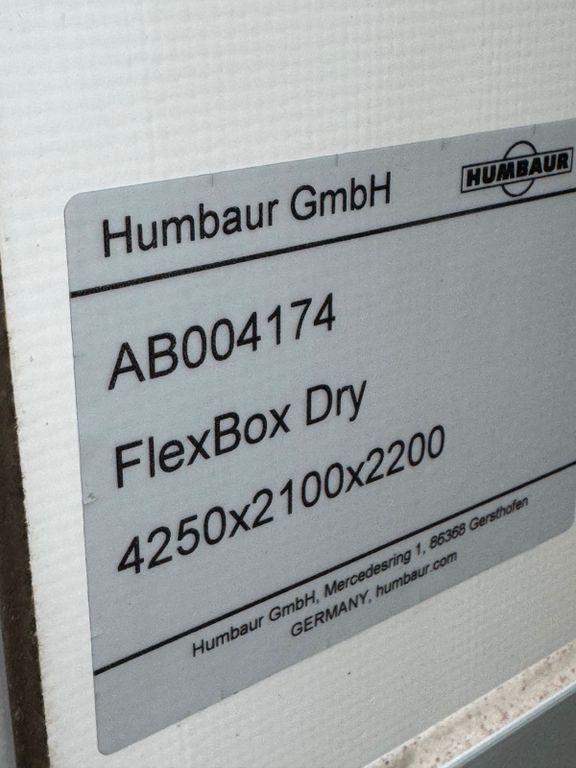 Humbaur GmbH
HUMBAUR
AB004174
FlexBox Dry
4250x2100x2200
Humbaur GmbH, Mercedesring 1, 86368 Gersthofen
GERMANY, humbaur.com